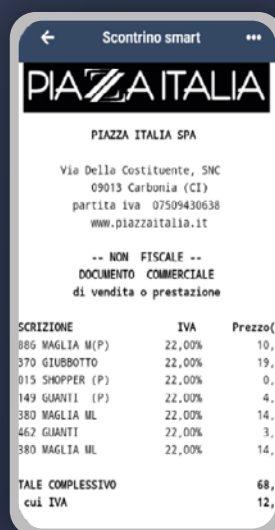 Scontrino smart
PIAZZA ITALIA
PIAZZA ITALIA SPA
Via Della Costituente, SNC
09013 Carbonia (CI)
partita iva 07509430638
www.piazzaitalia.it
-- NON FISCALE --
DOCUMENTO COMMERCIALE
di vendita o prestazione
SCRIZIONE IVA Prezzo(
886 MAGLIA M(P) 22,00% 10,
370 GIUBBOTTO 22,00% 19,
015 SHOPPER (P) 22,00% 0,
149 GUANTI (P) 22,00% 4,
380 MAGLIA ML 22,00% 14,
462 GUANTI 22,00% 3,
380 MAGLIA ML 22,00% 14,
TALE COMPLESSIVO 68,
cui IVA 12,